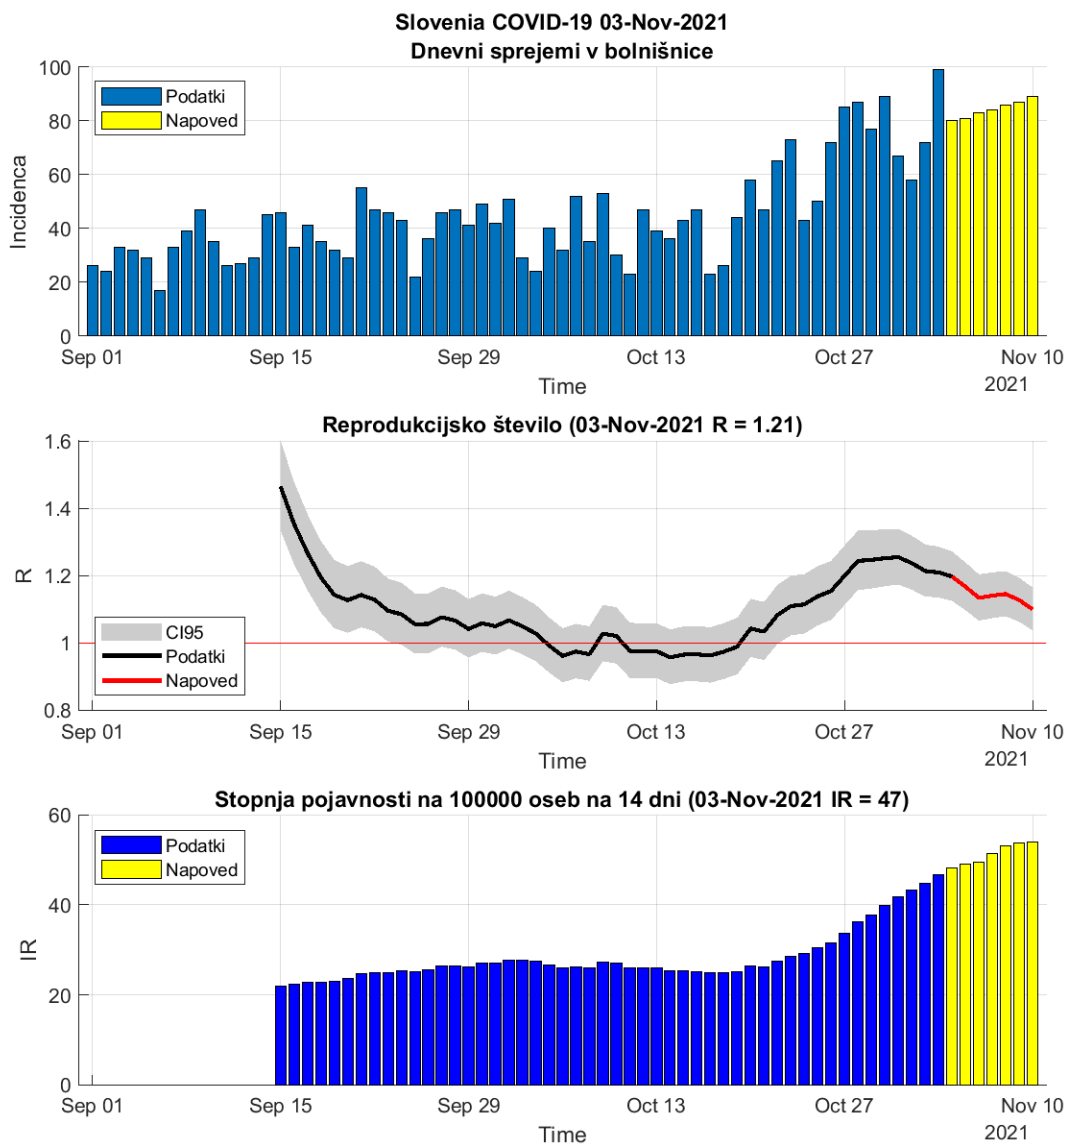 Slovenia COVID-19 03-Nov-2021
Dnevni sprejemi v bolnišnice
100
80
60
40
20
0
Incidenca
Podatki
Napoved
Sep 01 Sep 15 Sep 29 Oct 13 Oct 27 Nov 10
Time
2021
Reprodukcijsko število (03-Nov-2021 R = 1.21)
1.6
1.4
1.2
1
0.8
R
CI95
Podatki
Napoved
Sep 01 Sep 15 Sep 29 Oct 13 Oct 27 Nov 10
Time
2021
Stopnja pojavnosti na 100000 oseb na 14 dni (03-Nov-2021 IR = 47)
60
40
20
0
IR
Podatki
Napoved
Sep 01 Sep 15 Sep 29 Oct 13 Oct 27 Nov 10
Time
2021